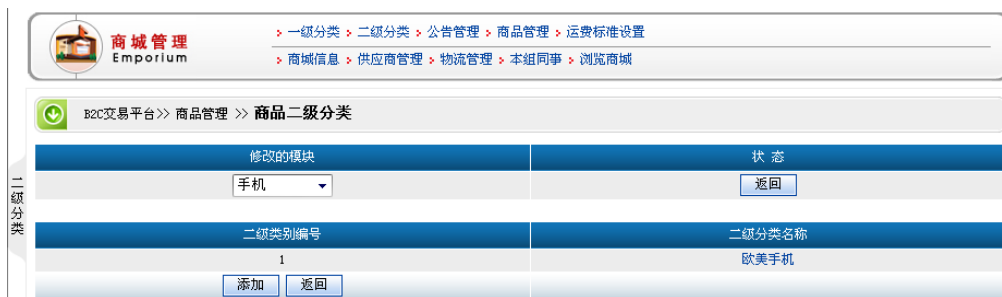 商城管理
Emporium
> 一级分类 > 二级分类 > 公告管理 > 商品管理 > 运费标准设置
> 商城信息 > 供应商管理 > 物流管理 > 本组同事 > 浏览商城
B2C交易平台>> 商品管理 >> 商品二级分类
二级分类
修改的模块 状 态
手机 返回
二级类别编号 二级分类名称
1 欧美手机
添加 返回